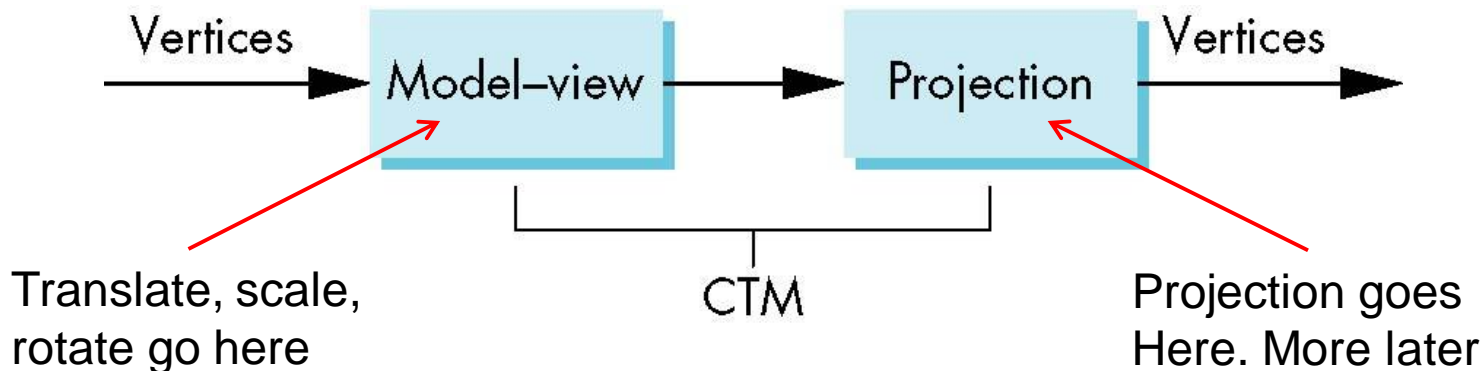 Vertices
Model–view
Projection
Vertices
CTM
Translate, scale,
rotate go here
Projection goes
Here. More later